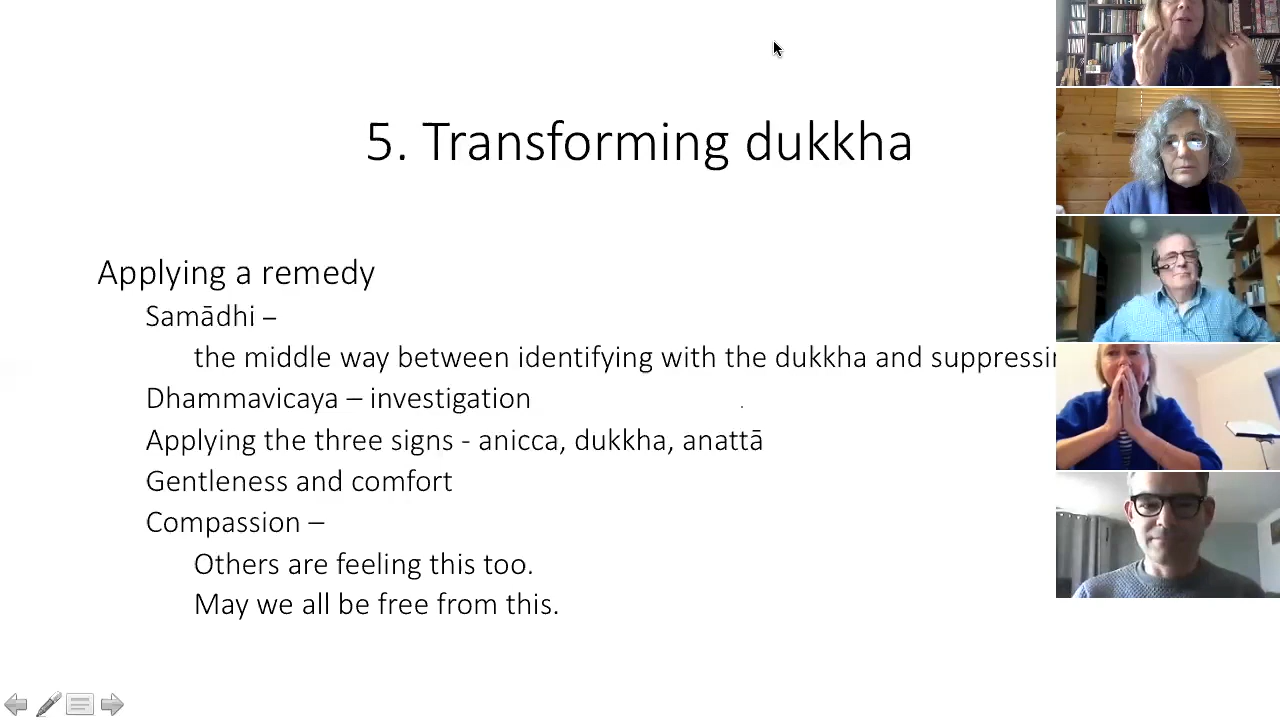 5. Transforming dukkha
Applying a remedy
Samādhi –
the middle way between identifying with the dukkha and
Dhammavicaya – investigation
Applying the three signs - anicca, dukkha, anattā
Gentleness and comfort
Compassion –
Others are feeling this too.
May we all be free from this.